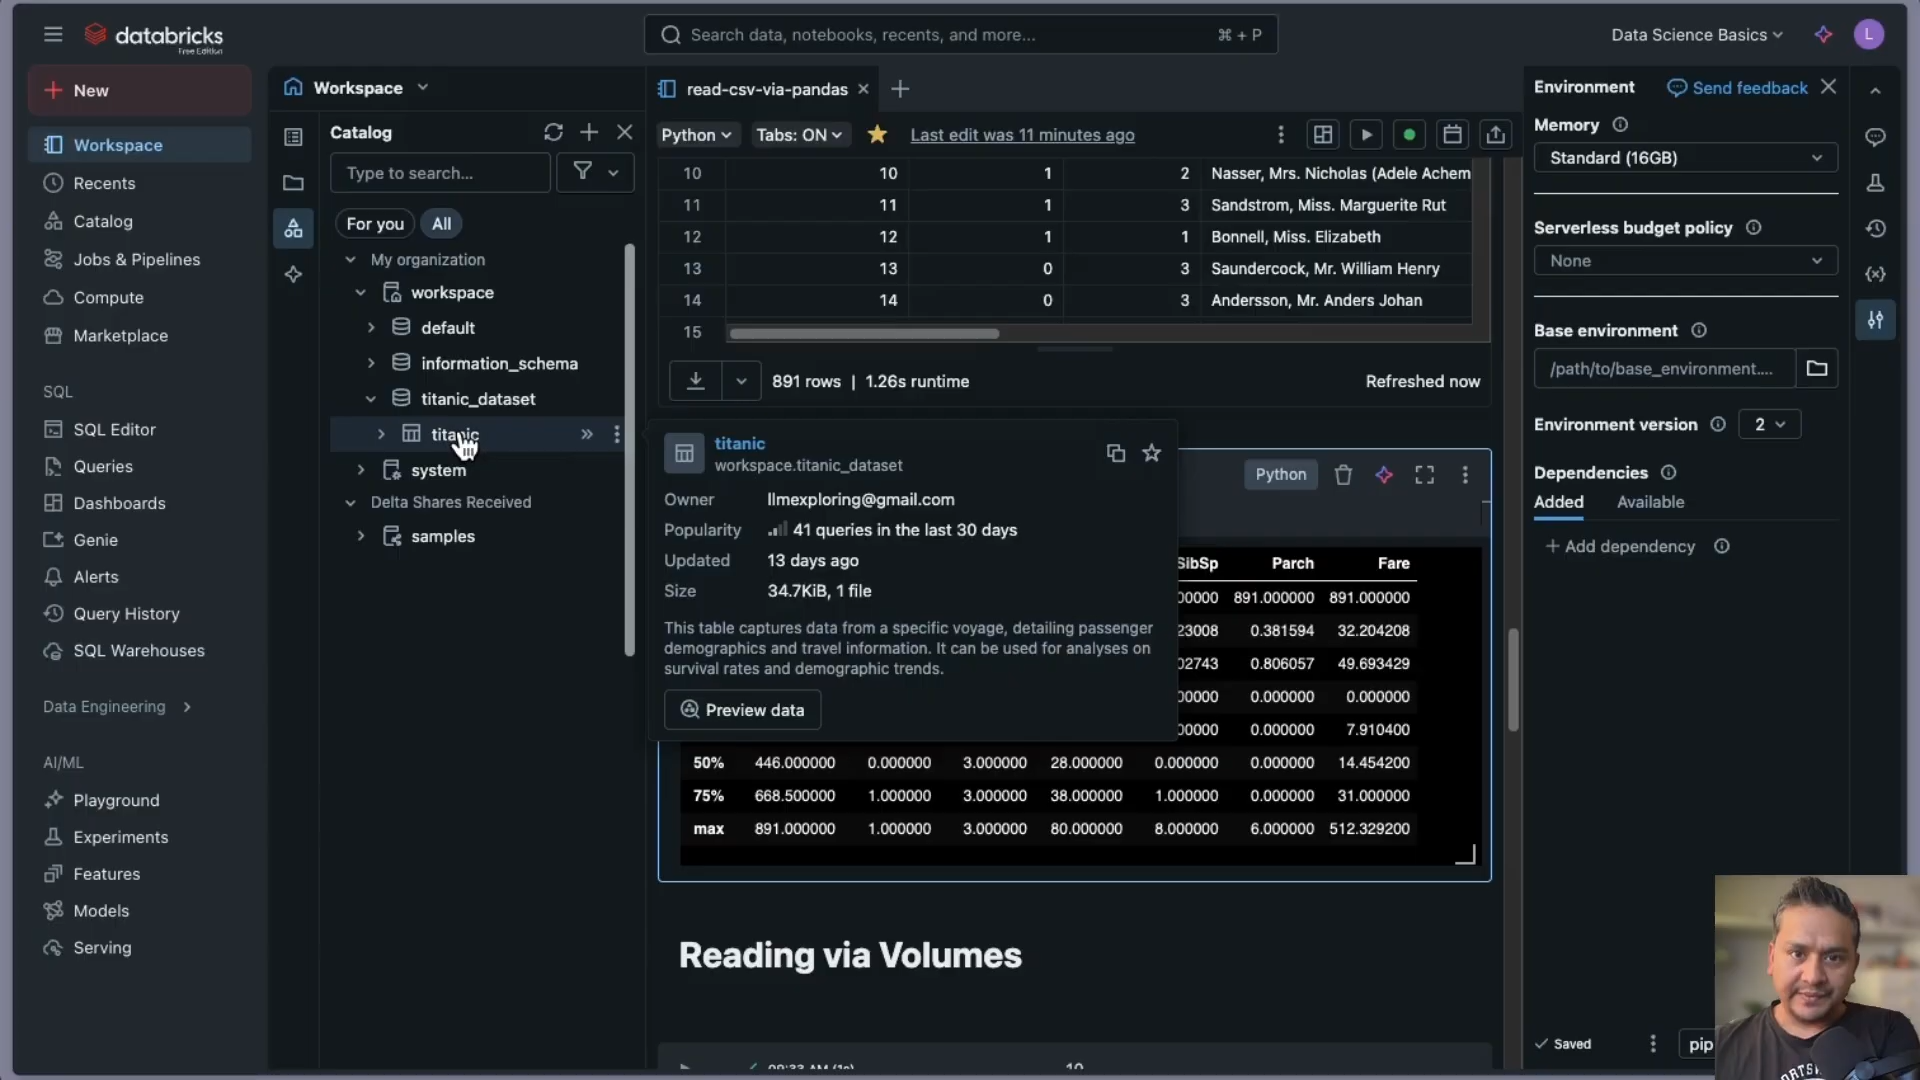 databricks
Free Edition
Search data, notebooks, recents, and more...
⌘ + P
Data Science Basics
L
New
Workspace
Recents
Catalog
Jobs & Pipelines
Compute
Marketplace
SQL
SQL Editor
Queries
Dashboards
Genie
Alerts
Query History
SQL Warehouses
Data Engineering
AI/ML
Playground
Experiments
Features
Models
Serving
Workspace
Catalog
Type to search...
For you
All
My organization
workspace
default
information_schema
titanic_dataset
titanic
system
Delta Shares Received
samples
read-csv-via-pandas
Python
Tabs: ON
Last edit was 11 minutes ago
10 10 1 2 Nasser, Mrs. Nicholas (Adele Achem
11 11 1 3 Sandstrom, Miss. Marguerite Rut
12 12 1 1 Bonnell, Miss. Elizabeth
13 13 0 3 Saundercock, Mr. William Henry
14 14 0 3 Andersson, Mr. Anders Johan
15
891 rows | 1.26s runtime
Refreshed now
titanic
workspace.titanic_dataset
Owner llmexploring@gmail.com
Popularity 41 queries in the last 30 days
Updated 13 days ago
Size 34.7KiB, 1 file
This table captures data from a specific voyage, detailing passenger
demographics and travel information. It can be used for analyses on
survival rates and demographic trends.
Preview data
Python
SibSp Parch Fare
00000 891.000000 891.000000
23008 0.381594 32.204208
02743 0.806057 49.693429
00000 0.000000 0.000000
00000 0.000000 7.910400
50% 446.000000 0.000000 3.000000 28.000000 0.000000 0.000000 14.454200
75% 668.500000 1.000000 3.000000 38.000000 1.000000 0.000000 31.000000
max 891.000000 1.000000 3.000000 80.000000 8.000000 6.000000 512.329200
Reading via Volumes
Environment
Send feedback
Memory
Standard (16GB)
Serverless budget policy
None
Base environment
/path/to/base_environment....
Environment version
2
Dependencies
Added
Available
+ Add dependency
Saved
pip